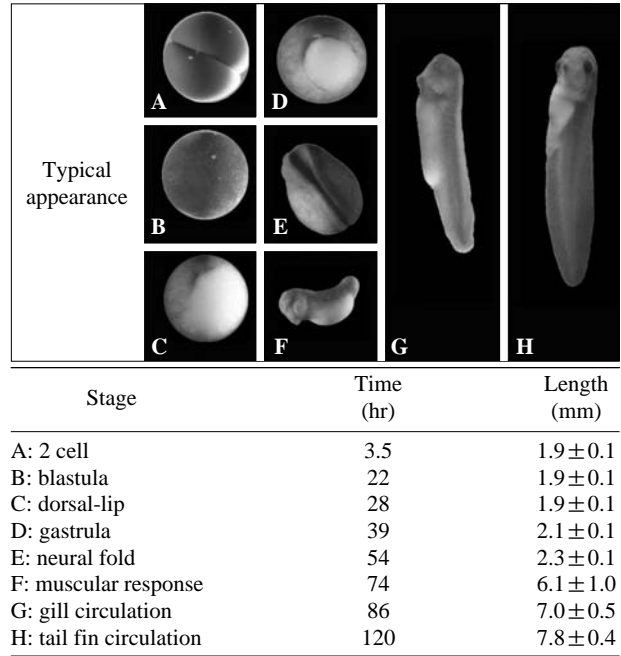 Typical
appearance
A
B
C
D
E
F
G
H
Stage Time Length
(hr) (mm)
A: 2 cell 3.5 1.9±0.1
B: blastula 22 1.9±0.1
C: dorsal-lip 28 1.9±0.1
D: gastrula 39 2.1±0.1
E: neural fold 54 2.3±0.1
F: muscular response 74 6.1±1.0
G: gill circulation 86 7.0±0.5
H: tail fin circulation 120 7.8±0.4